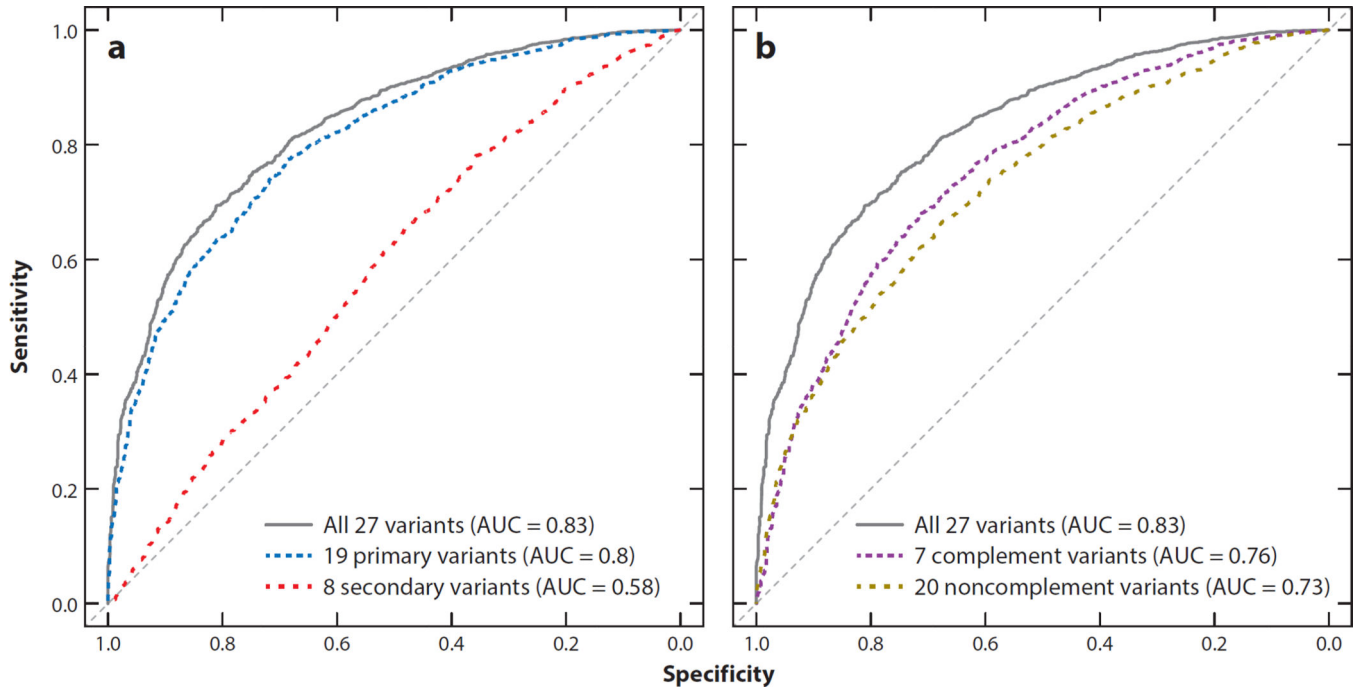 a
b
Sensitivity
1.0
0.8
0.6
0.4
0.2
0.0
All 27 variants (AUC = 0.83)
19 primary variants (AUC = 0.8)
8 secondary variants (AUC = 0.58)
1.0 0.8 0.6 0.4 0.2 0.0
All 27 variants (AUC = 0.83)
7 complement variants (AUC = 0.76)
20 noncomplement variants (AUC = 0.73)
1.0 0.8 0.6 0.4 0.2 0.0
Specificity